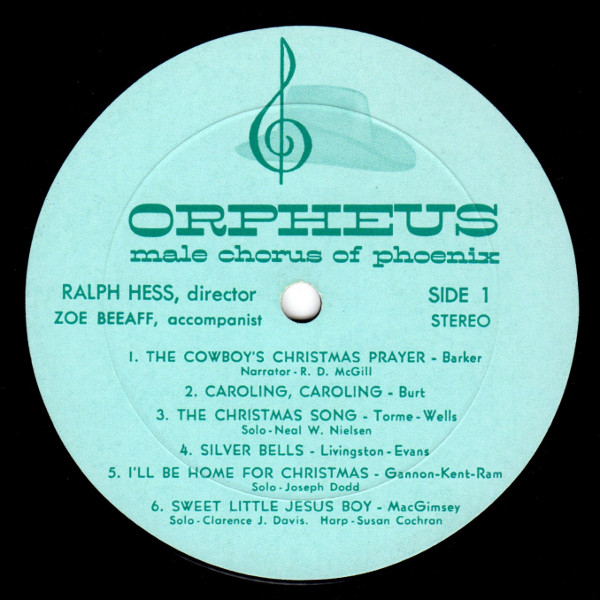 ORPHEUS
male chorus of phoenix
RALPH HESS, director SIDE 1
ZOE BEEAFF, accompanist STEREO
1. THE COWBOY'S CHRISTMAS PRAYER - Barker
Narrator - R. D. McGill
2. CAROLING, CAROLING - Burt
3. THE CHRISTMAS SONG - Torme-Wells
Solo-Neal W. Nielsen
4. SILVER BELLS - Livingston-Evans
5. I'LL BE HOME FOR CHRISTMAS - Gannon-Kent-Ram
Solo - Joseph Dodd
6. SWEET LITTLE JESUS BOY - MacGimsey
Solo-Clarence J. Davis. Harp-Susan Cochran